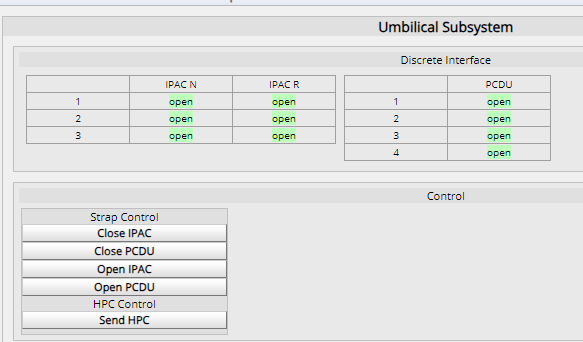 Umbilical Subsystem
Discrete Interface
IPAC N IPAC R
1 open open
2 open open
3 open open
PCDU
1 open
2 open
3 open
4 open
Control
Strap Control
Close IPAC
Close PCDU
Open IPAC
Open PCDU
HPC Control
Send HPC